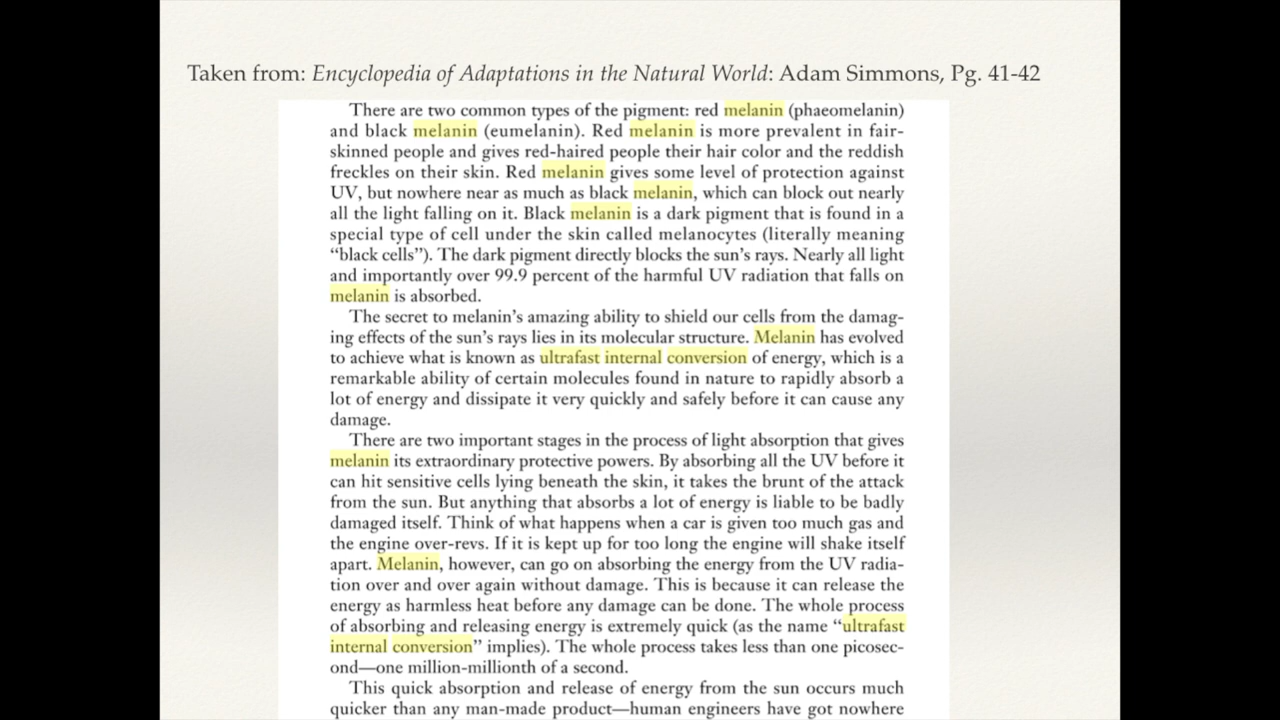 Taken from: Encyclopedia of Adaptations in the Natural World: Adam Simmons, Pg. 41-42
There are two common types of the pigment: red melanin (phaeomelanin)
and black melanin (eumelanin). Red melanin is more prevalent in fair-
skinned people and gives red-haired people their hair color and the reddish
freckles on their skin. Red melanin gives some level of protection against
UV, but nowhere near as much as black melanin, which can block out nearly
all the light falling on it. Black melanin is a dark pigment that is found in a
special type of cell under the skin called melanocytes (literally meaning
“black cells”). The dark pigment directly blocks the sun’s rays. Nearly all light
and importantly over 99.9 percent of the harmful UV radiation that falls on
melanin is absorbed.
The secret to melanin’s amazing ability to shield our cells from the damag-
ing effects of the sun’s rays lies in its molecular structure. Melanin has evolved
to achieve what is known as ultrafast internal conversion of energy, which is a
remarkable ability of certain molecules found in nature to rapidly absorb a
lot of energy and dissipate it very quickly and safely before it can cause any
damage.
There are two important stages in the process of light absorption that gives
melanin its extraordinary protective powers. By absorbing all the UV before it
can hit sensitive cells lying beneath the skin, it takes the brunt of the attack
from the sun. But anything that absorbs a lot of energy is liable to be badly
damaged itself. Think of what happens when a car is given too much gas and
the engine over-revs. If it is kept up for too long the engine will shake itself
apart. Melanin, however, can go on absorbing the energy from the UV radia-
tion over and over again without damage. This is because it can release the
energy as harmless heat before any damage can be done. The whole process
of absorbing and releasing energy is extremely quick (as the name “ultrafast
internal conversion” implies). The whole process takes less than one picosec-
ond—one million-millionth of a second.
This quick absorption and release of energy from the sun occurs much
quicker than any man-made product—human engineers have got nowhere